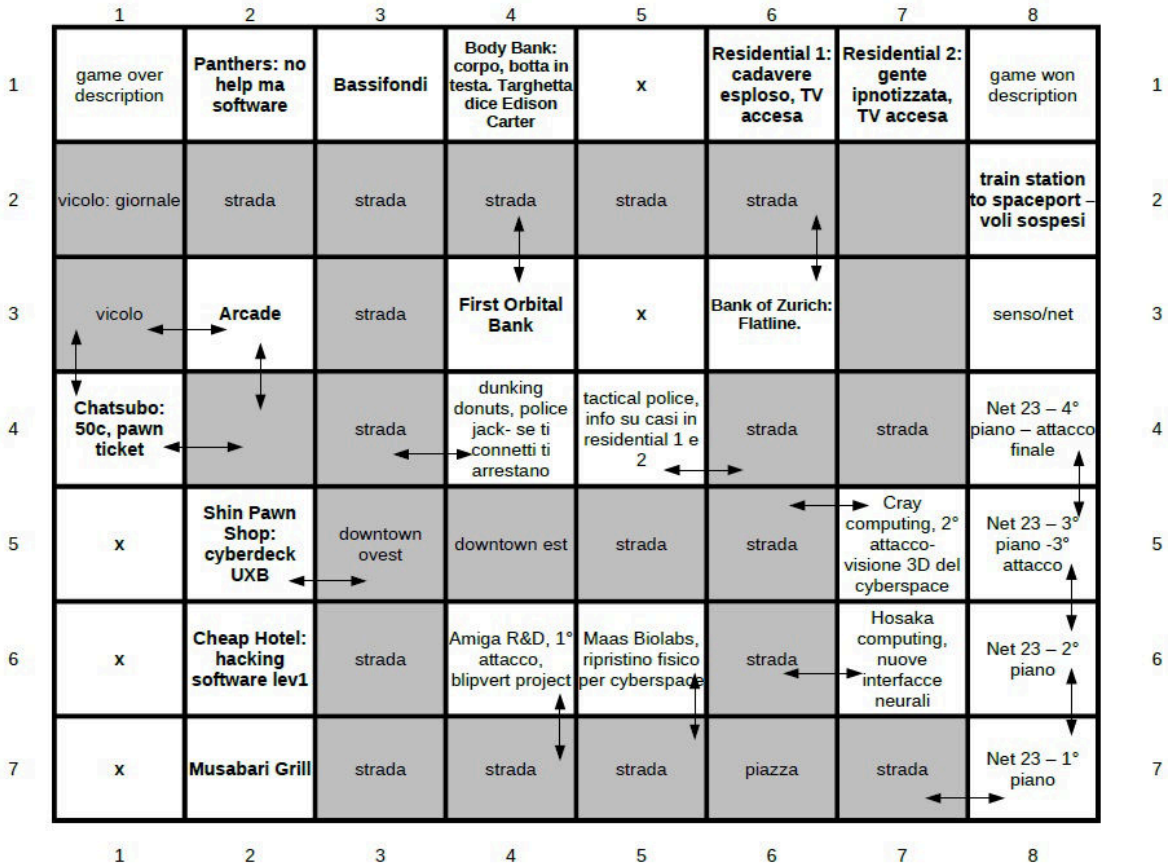 1 2 3 4 5 6 7 8
1
game over
description
Panthers: no
help ma
software
Bassifondi
Body Bank:
corpo, botta in
testa. Targhetta
dice Edison
Carter
x
Residential 1:
cadavere
esploso, TV
accesa
Residential 2:
gente
ipnotizzata,
TV accesa
game won
description
1
2
vicolo: giornale
strada
strada
strada
strada
strada
train station
to spaceport –
voli sospesi
2
3
vicolo
Arcade
strada
First Orbital
Bank
x
Bank of Zurich:
Flatline.
senso/net
3
4
Chatsubo:
50c, pawn
ticket
strada
dunking
donuts, police
jack- se ti
connetti ti
arrestano
tactical police,
info su casi in
residential 1 e
2
strada
strada
Net 23 – 4°
piano – attacco
finale
4
5
x
Shin Pawn
Shop:
cyberdeck
UXB
downtown
ovest
downtown est
strada
strada
Cray
computing, 2°
attacco-
visione 3D del
cyberspace
Net 23 – 3°
piano -3°
attacco
5
6
x
Cheap Hotel:
hacking
software lev1
strada
Amiga R&D, 1°
attacco,
blipvert project
Maas Biolabs,
ripristino fisico
per cyberspace
strada
Hosaka
computing,
nuove
interfacce
neurali
Net 23 – 2°
piano
6
7
x
Musabari Grill
strada
strada
strada
piazza
strada
Net 23 – 1°
piano
7
1 2 3 4 5 6 7 8